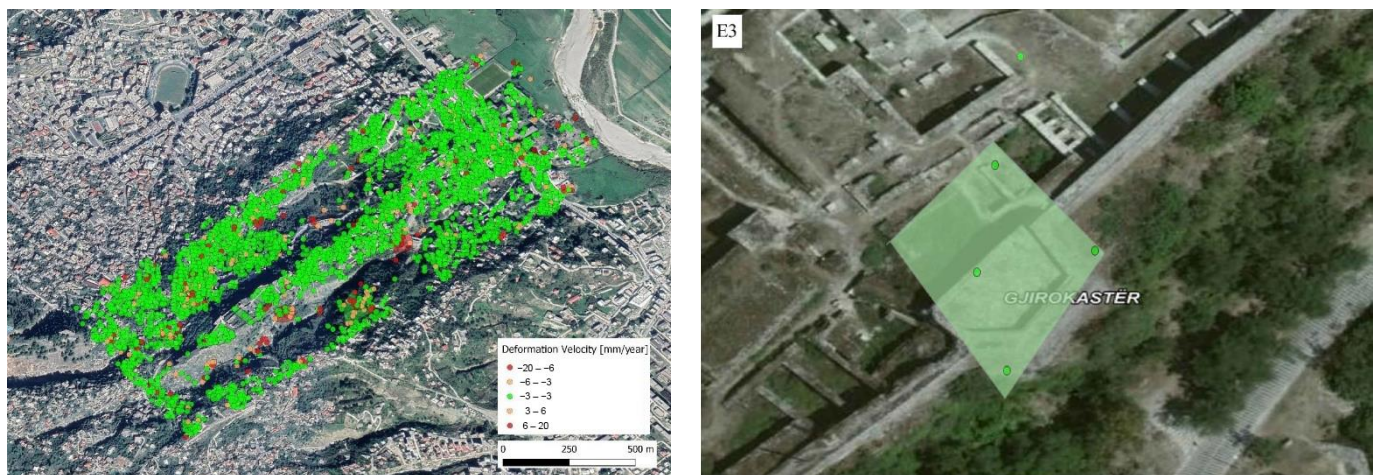 Deformation Velocity [mm/year]
−20 – −6
−6 – −3
−3 – −3
3 – 6
6 – 20
0 250 500 m
E3
GJIROKASTËR